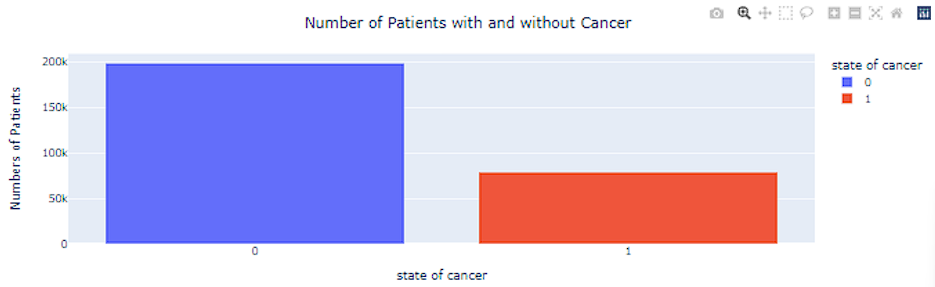 Number of Patients with and without Cancer
Numbers of Patients
200k
150k
100k
50k
0
0
1
state of cancer
state of cancer
0
1